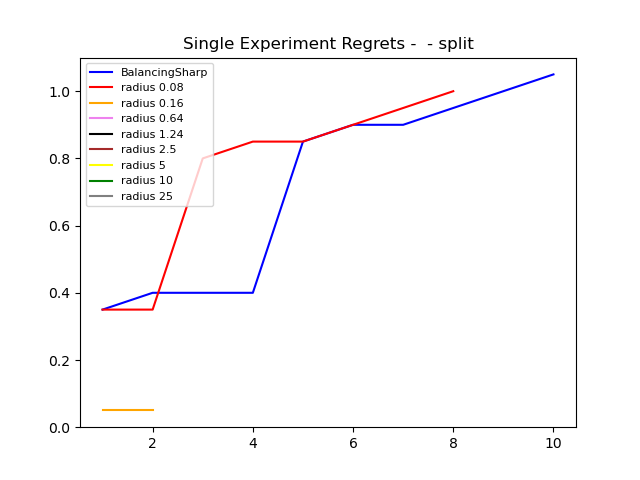 Single Experiment Regrets -  - split
BalancingSharp
radius 0.08
radius 0.16
radius 0.64
radius 1.24
radius 2.5
radius 5
radius 10
radius 25
1.0
0.8
0.6
0.4
0.2
0.0
2 4 6 8 10